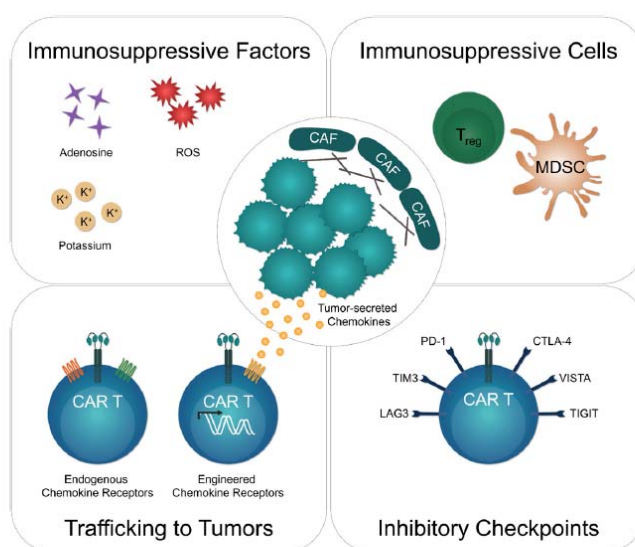 Immunosuppressive Factors
Adenosine
ROS
K+
K+
K+
K+
Potassium
Immunosuppressive Cells
Treg
MDSC
CAF
CAF
CAF
Tumor-secreted
Chemokines
CAR T
Endogenous
Chemokine Receptors
CAR T
Engineered
Chemokine Receptors
Trafficking to Tumors
PD-1
CTLA-4
TIM3
VISTA
CAR T
LAG3
TIGIT
Inhibitory Checkpoints